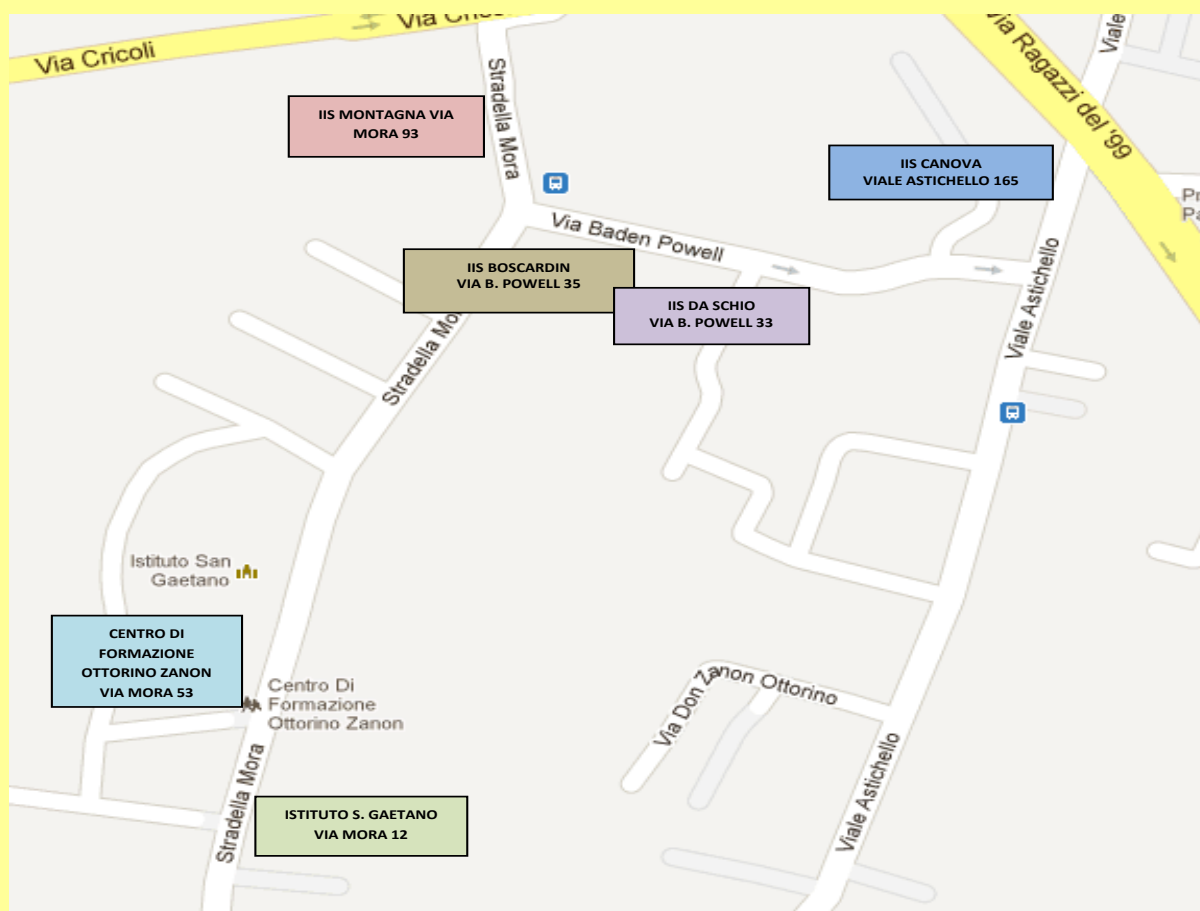 Via Cricoli
Via Cric
Stradella Mora
Via Ragazzi del '99
Viale
IIS MONTAGNA VIA
MORA 93
IIS CANOVA
VIALE ASTICHELLO 165
Via Baden Powell
IIS BOSCARDIN
VIA B. POWELL 35
IIS DA SCHIO
VIA B. POWELL 33
Viale Astichello
Stradella Mo
Istituto San
Gaetano
CENTRO DI
FORMAZIONE
OTTORINO ZANON
VIA MORA 53
Centro Di
Formazione
Ottorino Zanon
Via Don Zanon Ottorino
Stradella Mora
Viale Astichello
ISTITUTO S. GAETANO
VIA MORA 12